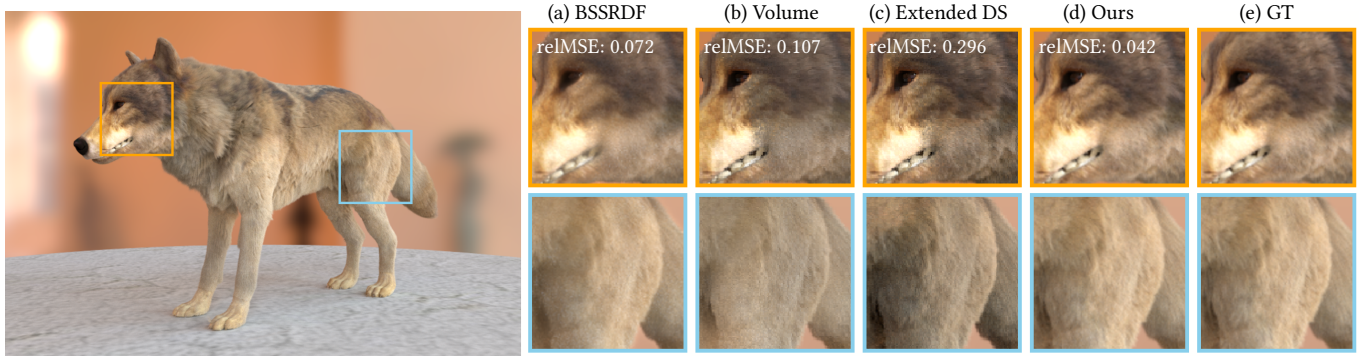 (a) BSSRDF (b) Volume (c) Extended DS (d) Ours (e) GT
relMSE: 0.072 relMSE: 0.107 relMSE: 0.296 relMSE: 0.042